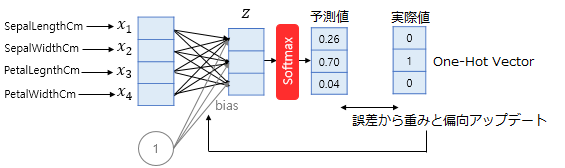 SepalLengthCm x₁
SepalWidthCm x₂
PetalLegnthCm x₃
PetalWidthCm x₄
z
Softmax
bias
1
予測値
0.26
0.70
0.04
実際値
0
1
0
One-Hot Vector
誤差から重みと偏向アップデート